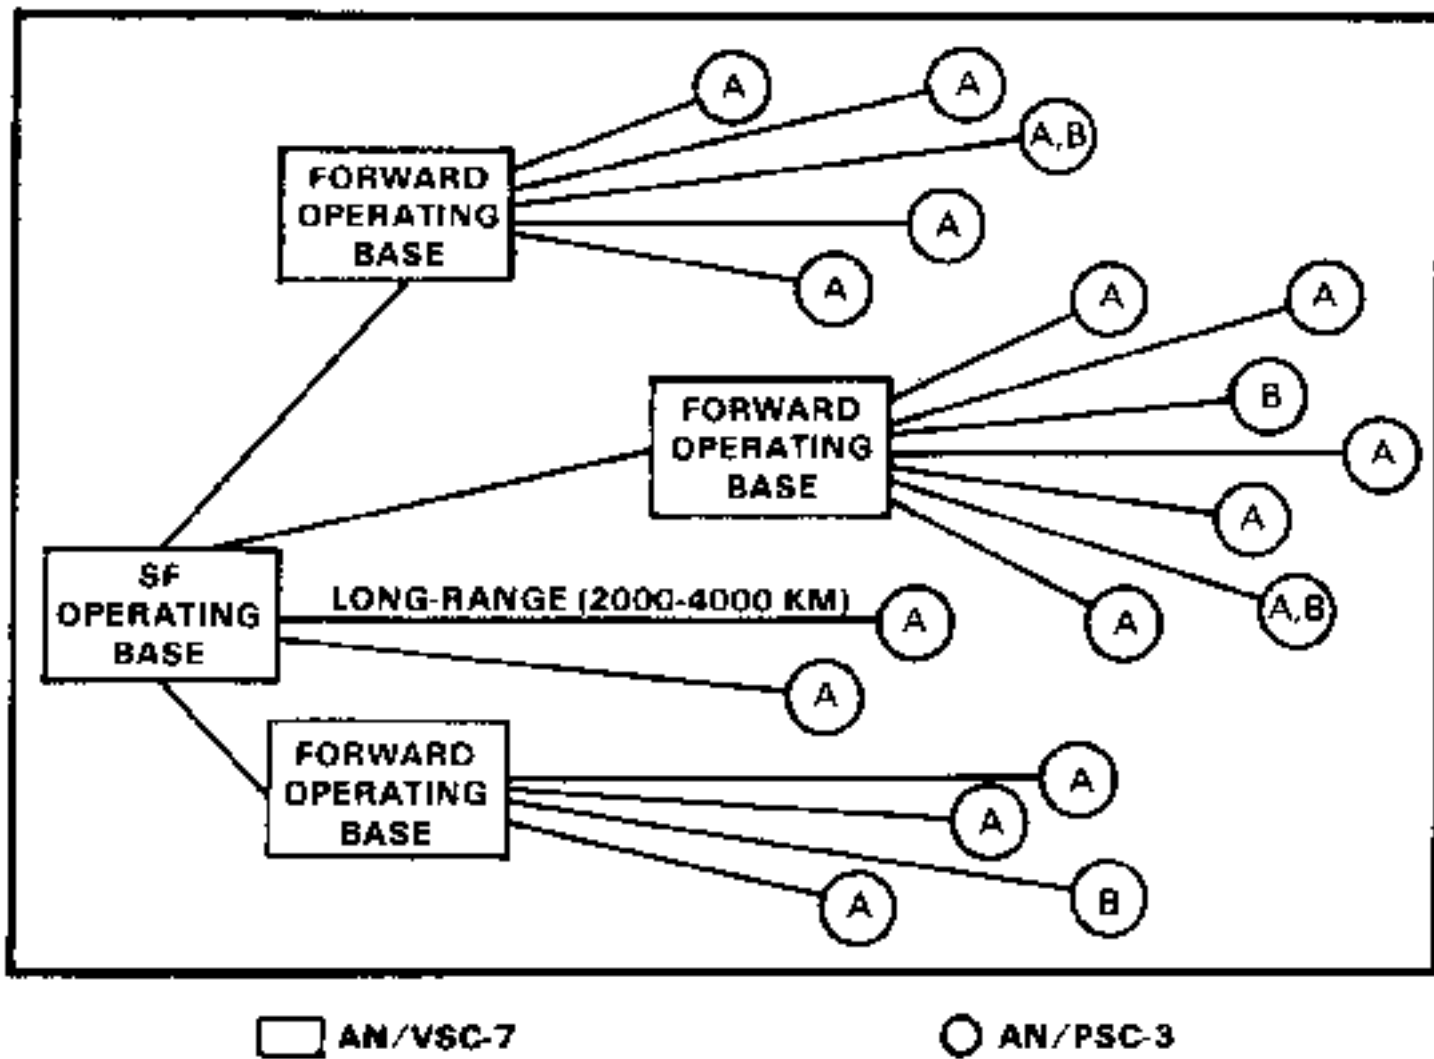 A
A
A,B
FORWARD
OPERATING
BASE
A
A
A
A
B
FORWARD
OPERATING
BASE
A
A
A,B
A
SF
OPERATING
BASE
LONG-RANGE (2000-4000 KM)
A
A
FORWARD
OPERATING
BASE
A
A
B
A
AN/VSC-7
AN/PSC-3